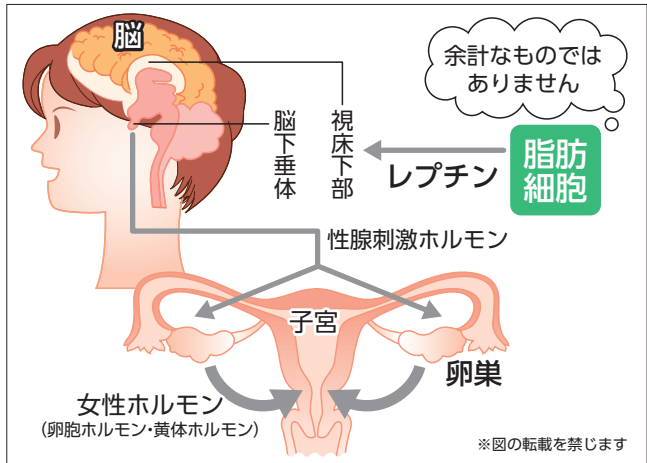 脳
余計なものでは
ありません
視床下部
脳下垂体
レプチン
脂肪
細胞
性腺刺激ホルモン
子宮
卵巣
女性ホルモン
(卵胞ホルモン・黄体ホルモン)
※図の転載を禁じます